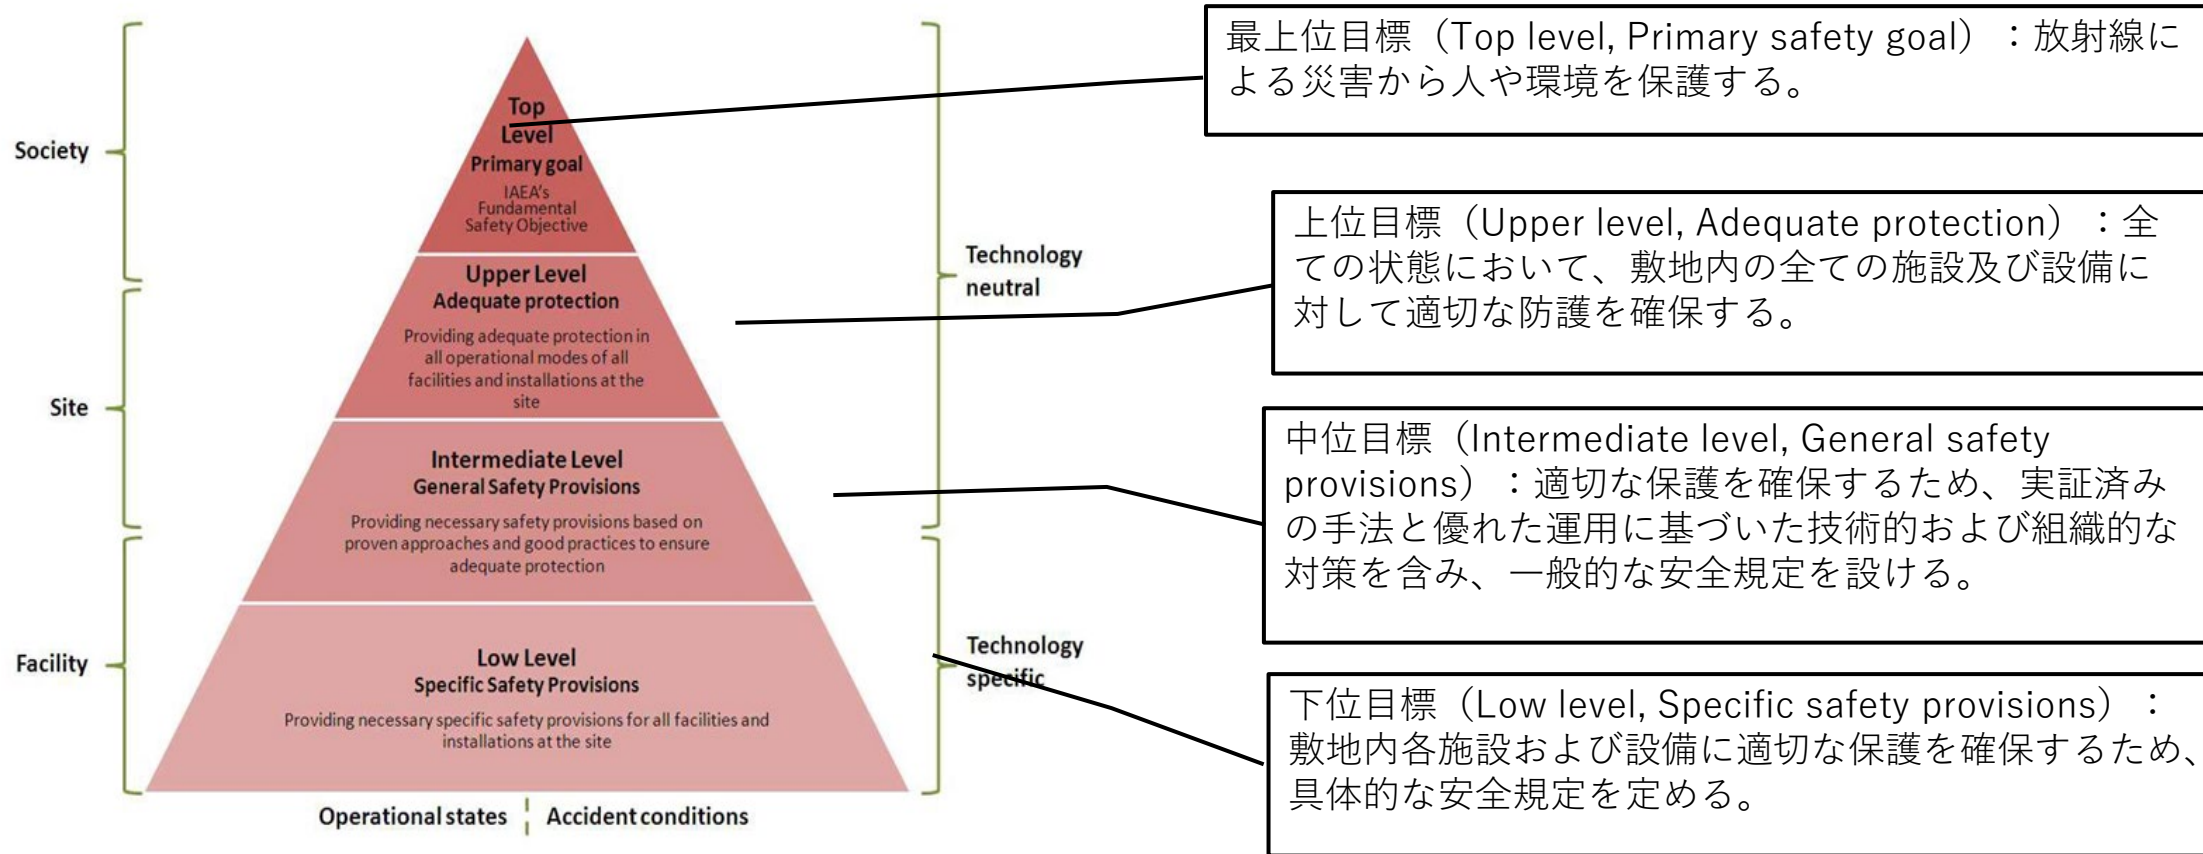 Society
Site
Facility
Top
Level
Primary goal
IAEA's
Fundamental
Safety Objective
Upper Level
Adequate protection
Providing adequate protection in
all operational modes of all
facilities and installations at the
site
Intermediate Level
General Safety Provisions
Providing necessary safety provisions based on
proven approaches and good practices to ensure
adequate protection
Low Level
Specific Safety Provisions
Providing necessary specific safety provisions for all facilities and
installations at the site
Operational states
Accident conditions
Technology
neutral
Technology
specific
最上位目標（Top level, Primary safety goal）：放射線に
よる災害から人や環境を保護する。
上位目標（Upper level, Adequate protection）：全
ての状態において、敷地内の全ての施設及び設備に
対して適切な防護を確保する。
中位目標（Intermediate level, General safety
provisions）：適切な保護を確保するため、実証済み
の手法と優れた運用に基づいた技術的および組織的な
対策を含み、一般的な安全規定を設ける。
下位目標（Low level, Specific safety provisions）：
敷地内各施設および設備に適切な保護を確保するため、
具体的な安全規定を定める。